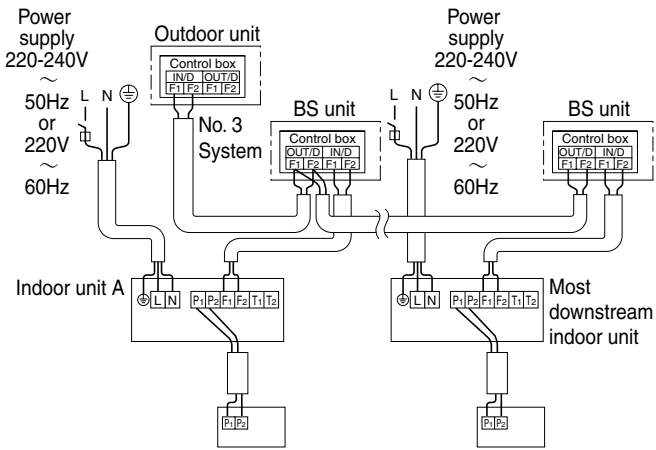 Power
supply
220-240V
~
50Hz
or
220V
~
60Hz
L N
Outdoor unit
Control box
IN/D OUT/D
F1 F2 F1 F2
No. 3
System
BS unit
Control box
OUT/D IN/D
F1 F2 F1 F2
Power
supply
220-240V
~
50Hz
or
220V
~
60Hz
L N
BS unit
Control box
OUT/D IN/D
F1 F2 F1 F2
Indoor unit A
L N
P1 P2 F1 F2 T1 T2
P1 P2
L N
P1 P2 F1 F2 T1 T2
Most
downstream
indoor unit
P1 P2